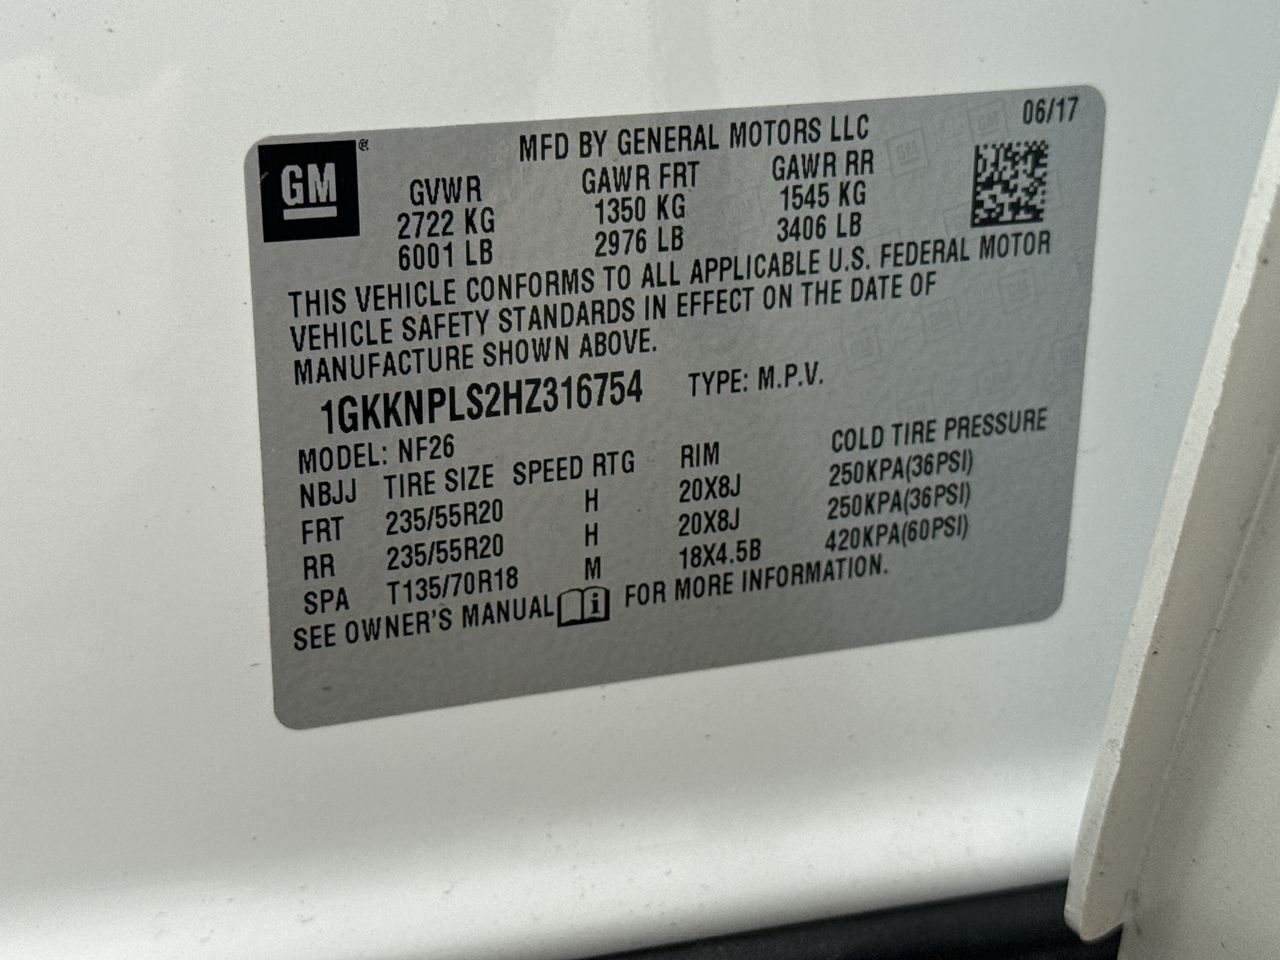 06/17
GM®
MFD BY GENERAL MOTORS LLC
GVWR GAWR FRT GAWR RR
2722 KG 1350 KG 1545 KG
6001 LB 2976 LB 3406 LB
THIS VEHICLE CONFORMS TO ALL APPLICABLE U.S. FEDERAL MOTOR
VEHICLE SAFETY STANDARDS IN EFFECT ON THE DATE OF
MANUFACTURE SHOWN ABOVE.
1GKKNPLS2HZ316754 TYPE: M.P.V.
MODEL: NF26
NBJJ TIRE SIZE SPEED RTG RIM COLD TIRE PRESSURE
FRT 235/55R20 H 20X8J 250KPA(36PSI)
RR 235/55R20 H 20X8J 250KPA(36PSI)
SPA T135/70R18 M 18X4.5B 420KPA(60PSI)
SEE OWNER'S MANUAL i FOR MORE INFORMATION.